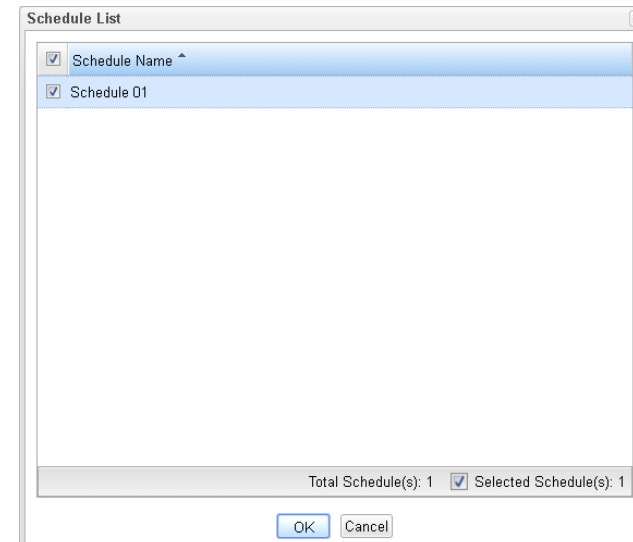 Schedule List
Schedule Name
Schedule 01
Total Schedule(s): 1 Selected Schedule(s): 1
OK Cancel